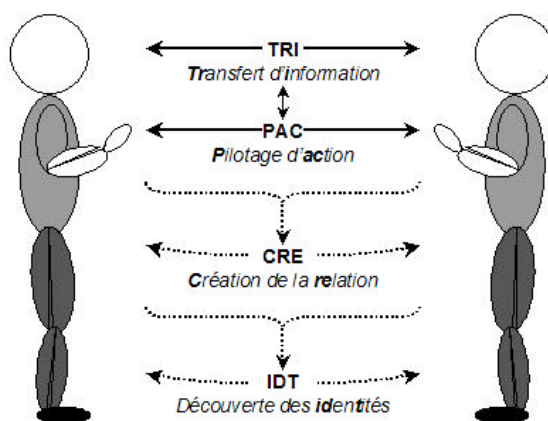 TRI
Transfert d'information
PAC
Pilotage d'action
CRE
Création de la relation
IDT
Découverte des identités